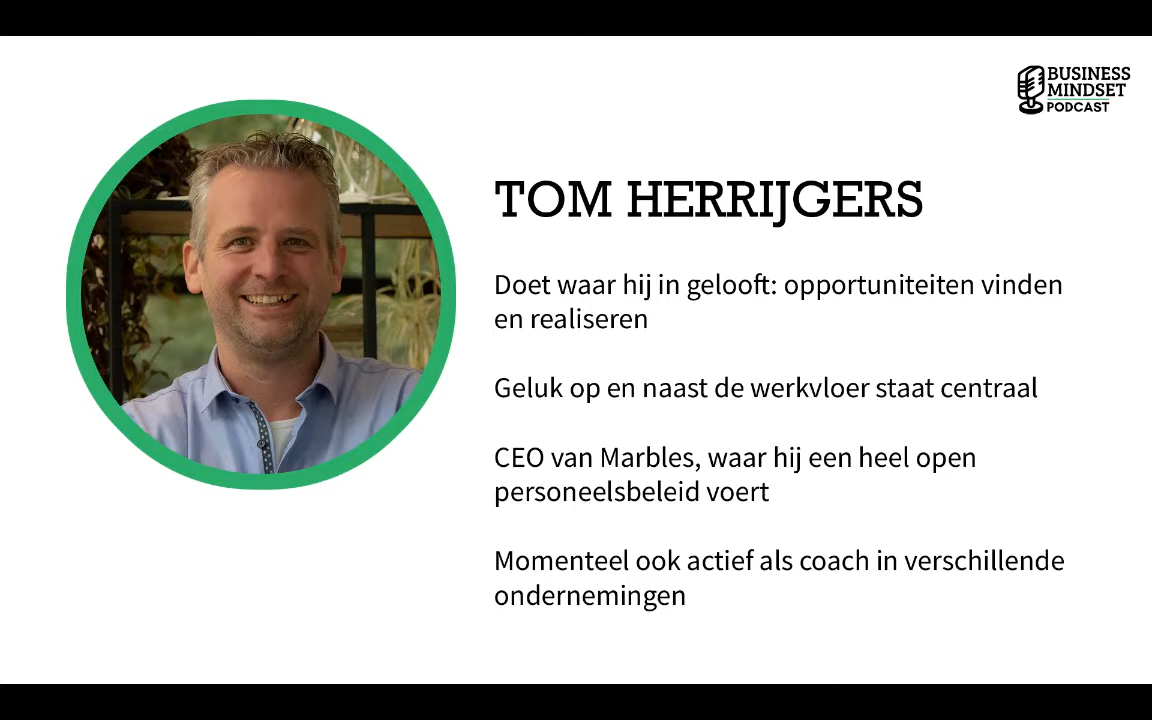 BUSINESS
MINDSET
PODCAST
TOM HERRIJGERS
Doet waar hij in gelooft: opportuniteiten vinden
en realiseren
Geluk op en naast de werkvloer staat centraal
CEO van Marbles, waar hij een heel open
personeelsbeleid voert
Momenteel ook actief als coach in verschillende
ondernemingen